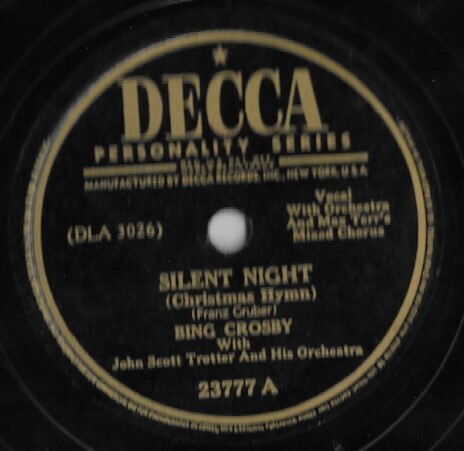 DECCA
PERSONALITY SERIES
MANUFACTURED BY DECCA RECORDS, INC., NEW YORK, U.S.A.
(DLA 3026)
Vocal
With Orchestra
And Max Terr's
Mixed Chorus
SILENT NIGHT
(Christmas Hymn)
(Franz Gruber)
BING CROSBY
With
John Scott Trotter And His Orchestra
23777 A